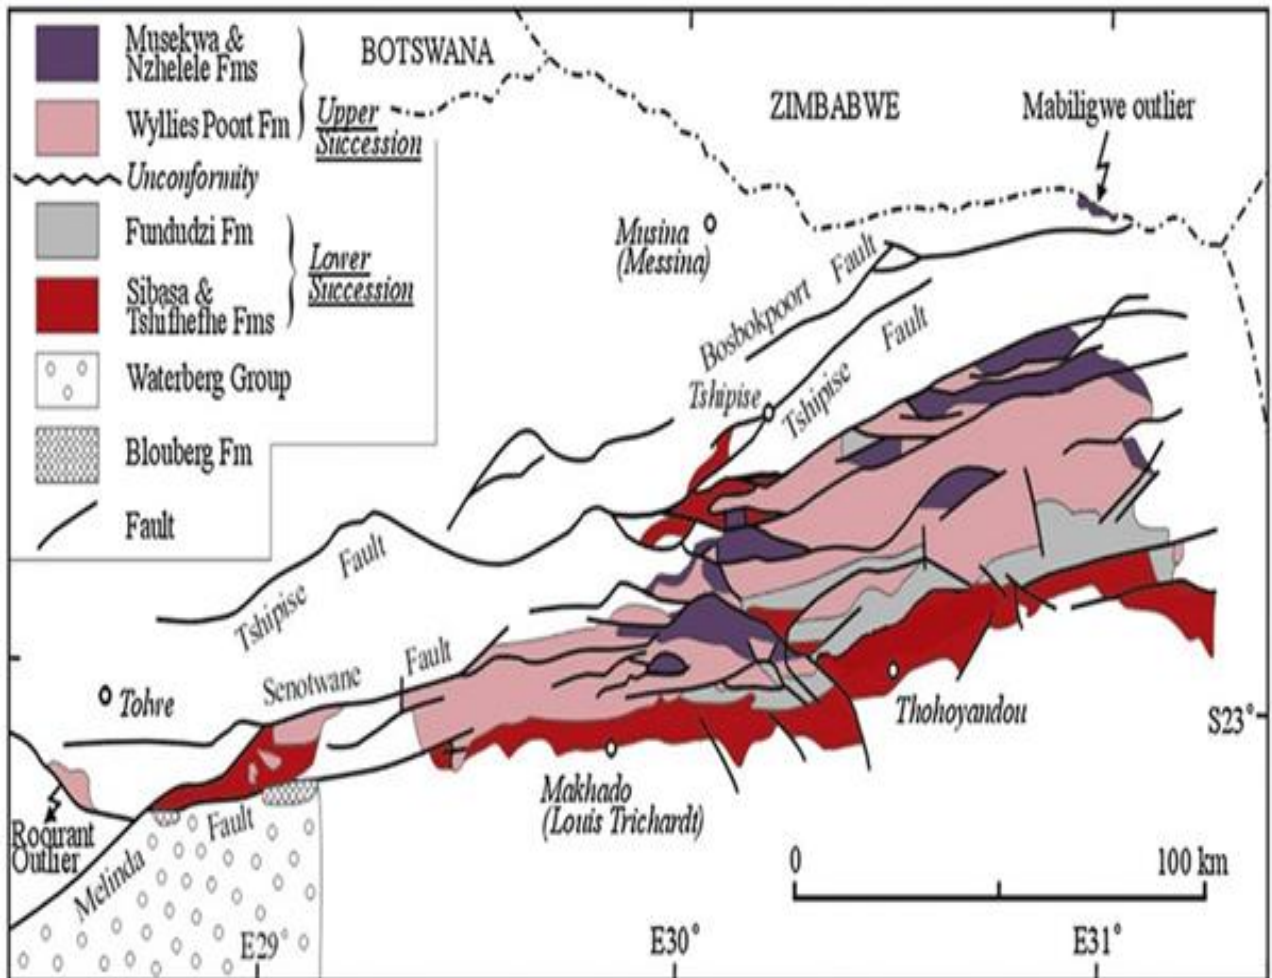 Musekwa &
Nzhelele Fms
Wyllies Poort Fm
Upper
Succession
Unconformity
Fundudzi Fm
Lower
Succession
Sibasa &
Tshifhefhe Fms
Waterberg Group
Blouberg Fm
Fault
BOTSWANA
ZIMBABWE
Mabiligwe outlier
Musina
(Messina)
Bosbokpoort Fault
Tshipise
Tshipise Fault
Tshipise Fault
Senotwane Fault
Tolwe
Thohoyandou
S23°
Makhado
(Louis Trichardt)
Outlier
Melinda Fault
0 100 km
E29° E30° E31°